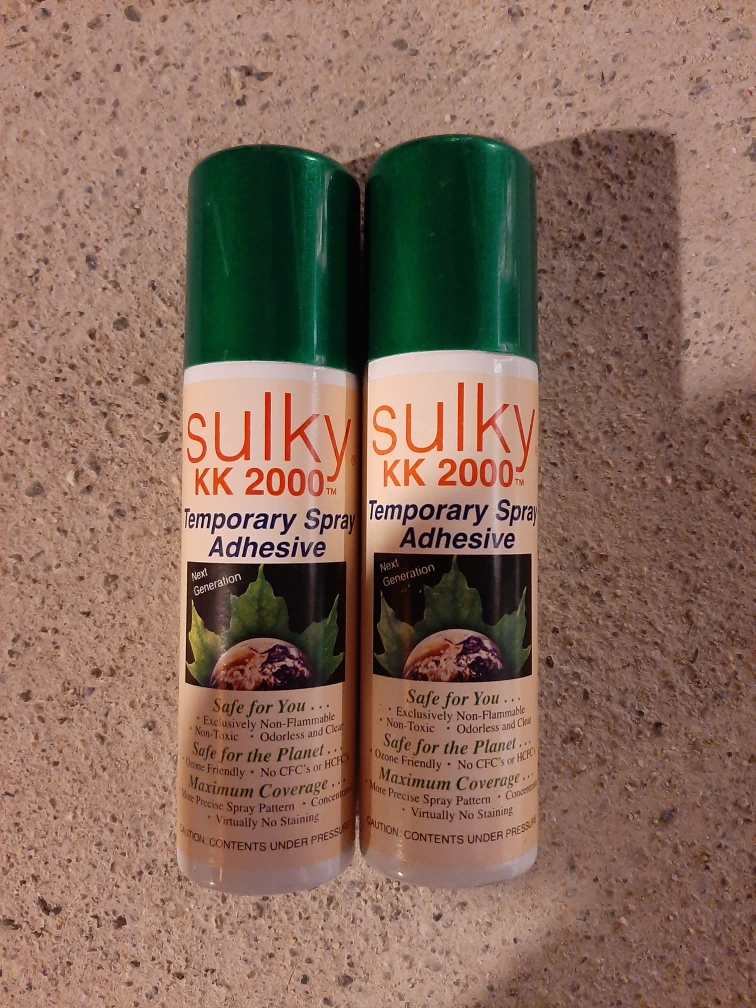 sulky
KK 2000™
Temporary Spray
Adhesive
Next
Generation
Safe for You . . .
• Exclusively Non-Flammable
• Non-Toxic • Odorless and Clear
Safe for the Planet . . .
• Ozone Friendly • No CFC's or HCFC's
Maximum Coverage . . .
More Precise Spray Pattern •
• Virtually No Staining
CAUTION: CONTENTS UNDER PRESSURE
sulky
KK 2000™
Temporary Spray
Adhesive
Next
Generation
Safe for You . . .
• Exclusively Non-Flammable
• Non-Toxic • Odorless and Clear
Safe for the Planet . . .
• Ozone Friendly • No CFC's or HCFC's
Maximum Coverage . . .
More Precise Spray Pattern •
• Virtually No Staining
CAUTION: CONTENTS UNDER PRESSURE